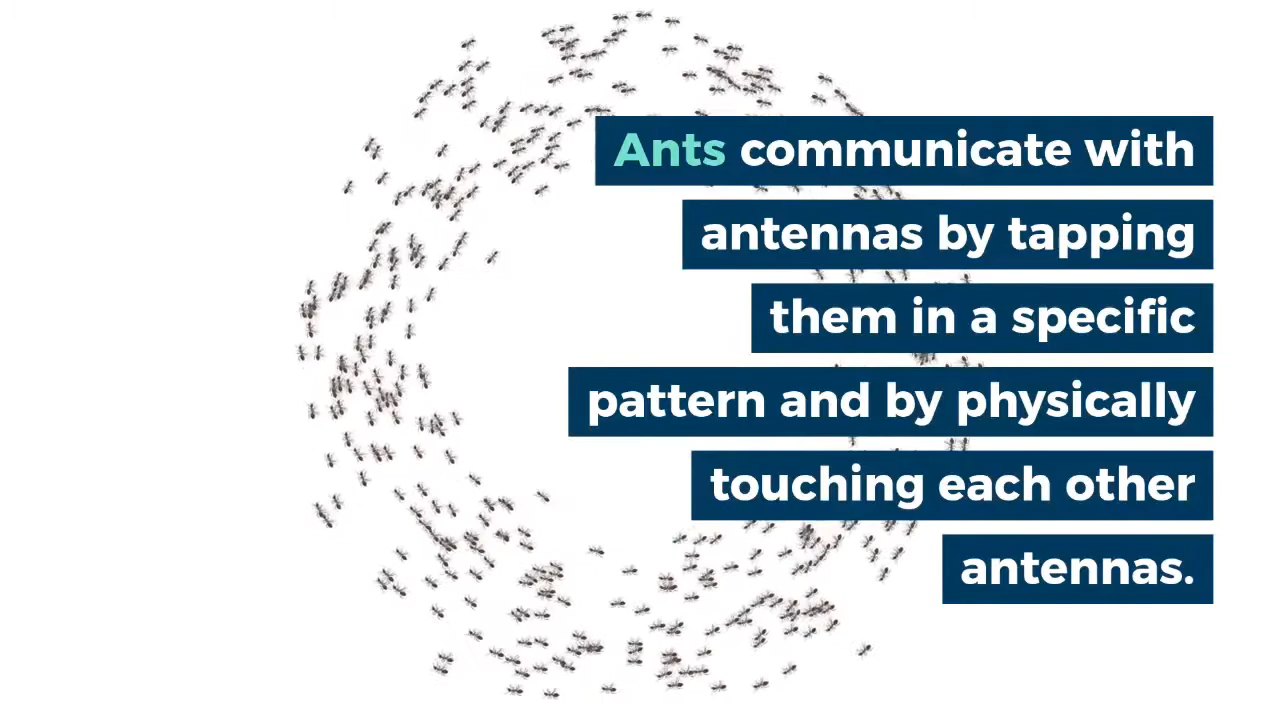 Ants communicate with
antennas by tapping
them in a specific
pattern and by physically
touching each other
antennas.